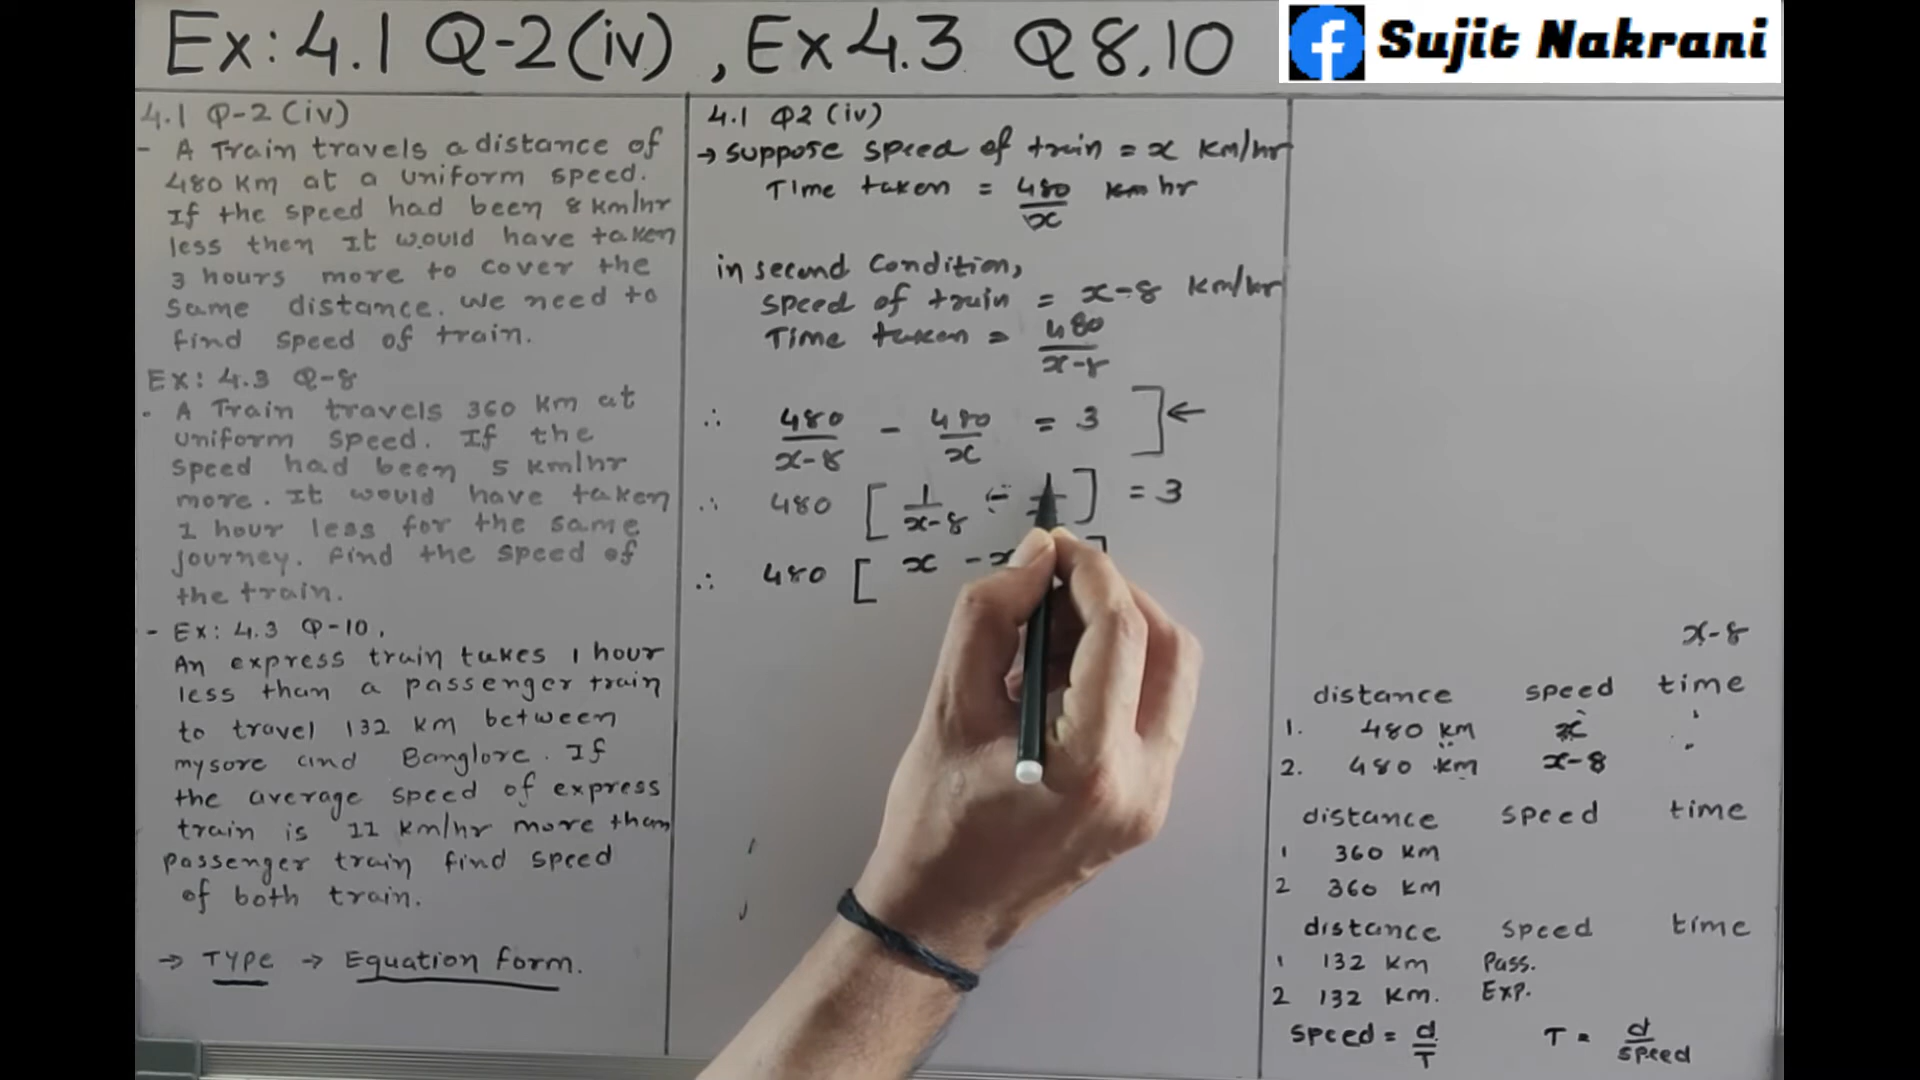 Ex: 4.1 Q-2(iv), Ex 4.3 Q 8,10
Sujit Nakrani
4.1 Q-2 (iv)
- A Train travels a distance of
480 Km at a uniform speed.
If the speed had been 8 km/hr
less then It would have taken
3 hours more to cover the
same distance. We need to
find speed of train.
Ex: 4.3 Q-8
- A Train travels 360 Km at
uniform speed. If the
speed had been 5 km/hr
more. It would have taken
1 hour less for the same
journey. find the speed of
the train.
- Ex: 4.3 Q-10.
An express train takes 1 hour
less than a passenger train
to travel 132 km between
mysore and Banglore. If
the average speed of express
train is 11 km/hr more than
passenger train find speed
of both train.
→ TYPE → Equation form.
4.1 Q2 (iv)
→ suppose speed of train = x km/hr
Time taken = 480/x km hr
in second condition,
speed of train = x-8 km/hr
Time taken = 480/x-8
∴ 480/x-8 - 480/x = 3 ] ←
∴ 480 [ 1/x-8 - 1 ] = 3
∴ 480 [ x - x ]
x-8
distance speed time
1. 480 km x
2. 480 km x-8
distance speed time
1 360 km
2 360 km
distance speed time
1 132 km Pass.
2 132 km. Exp.
speed = d/T T = d/speed